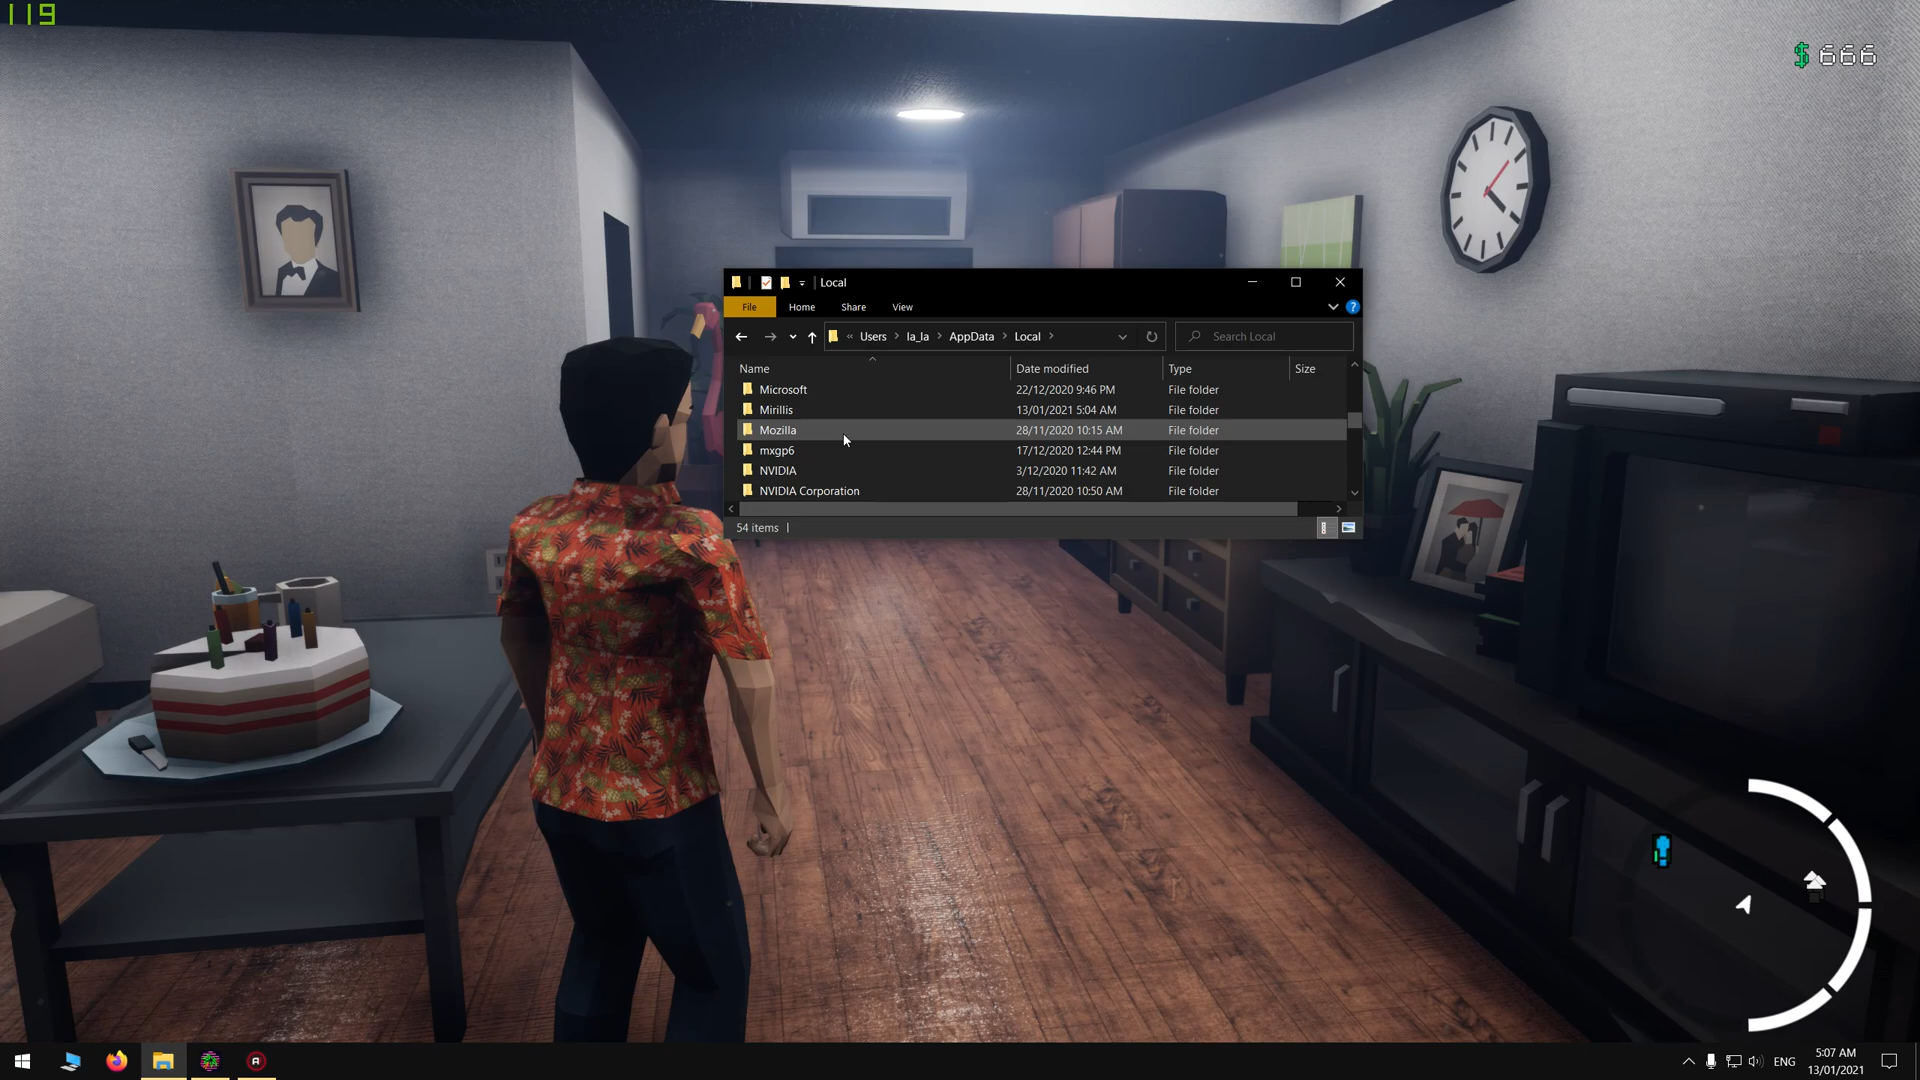 119
$ 666
Local
File Home Share View
« Users > la_la > AppData > Local >
Search Local
Name Date modified Type Size
Microsoft 22/12/2020 9:46 PM File folder
Mirillis 13/01/2021 5:04 AM File folder
Mozilla 28/11/2020 10:15 AM File folder
mxgp6 17/12/2020 12:44 PM File folder
NVIDIA 3/12/2020 11:42 AM File folder
NVIDIA Corporation 28/11/2020 10:50 AM File folder
54 items
ENG
5:07 AM
13/01/2021